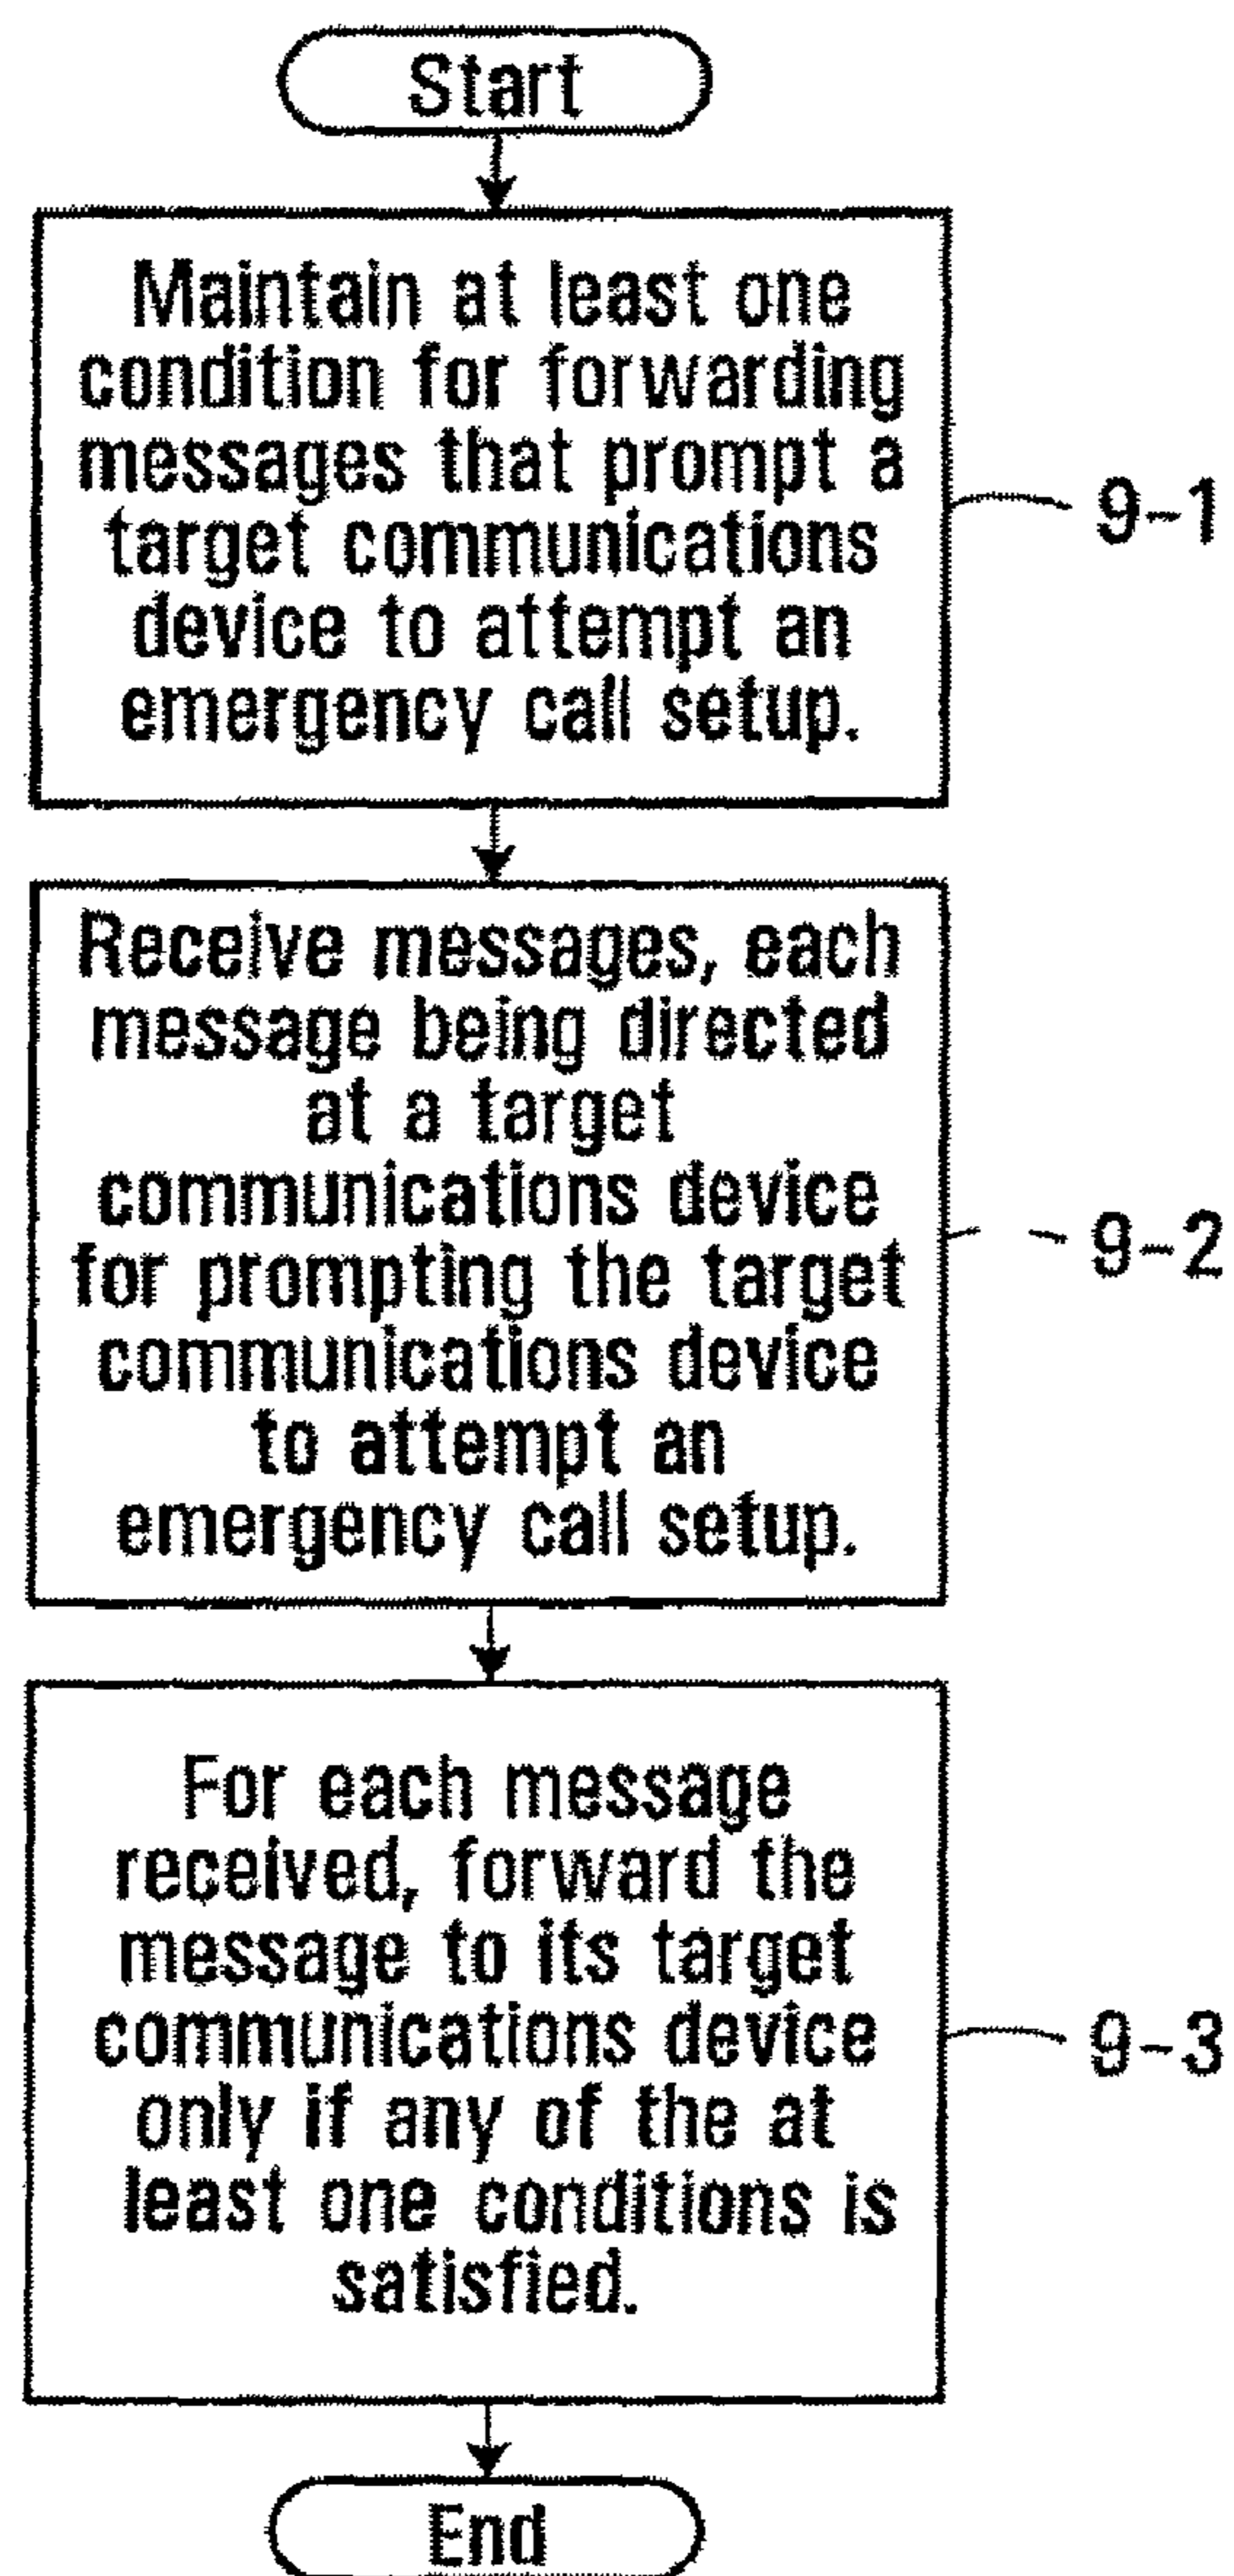 Start
Maintain at least one
condition for forwarding
messages that prompt a
target communications
device to attempt an
emergency call setup.
9-1
Receive messages, each
message being directed
at a target
communications device
for prompting the target
communications device
to attempt an
emergency call setup.
9-2
For each message
received, forward the
message to its target
communications device
only if any of the at
least one conditions is
satisfied.
9-3
End